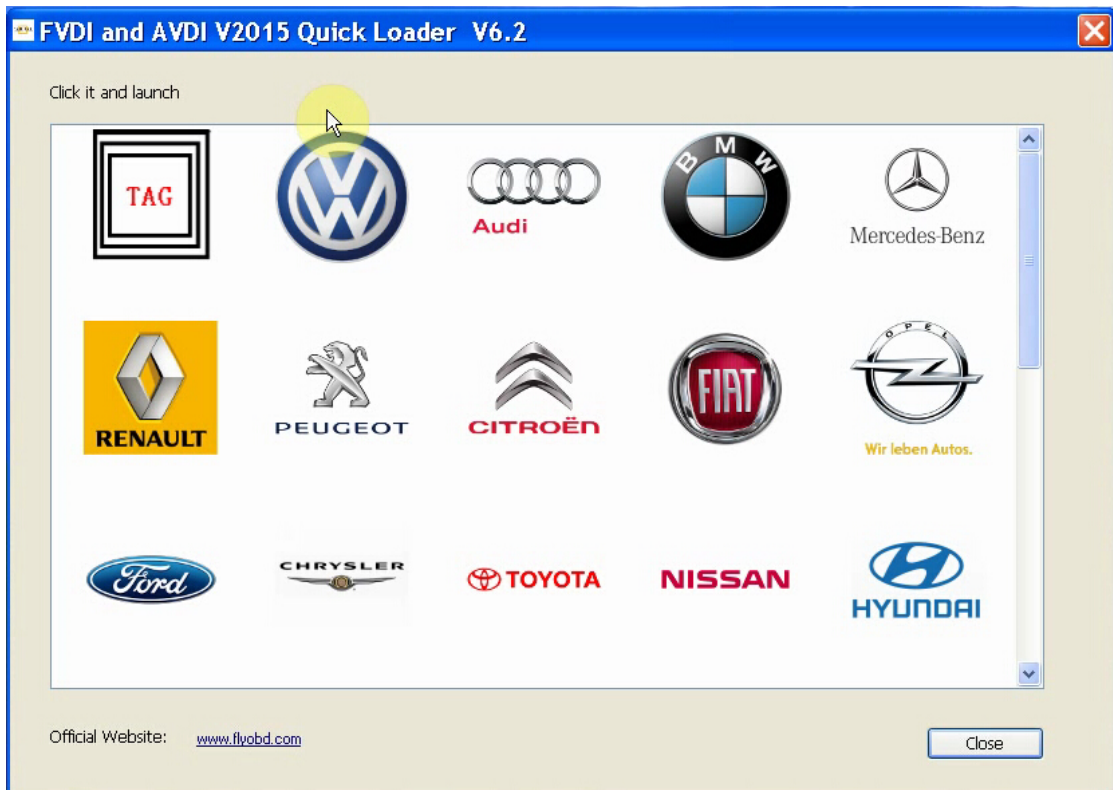 FVDI and AVDI V2015 Quick Loader V6.2
Click it and launch
TAG
Audi
BMW
Mercedes-Benz
RENAULT
PEUGEOT
CITROËN
FIAT
OPEL
Wir leben Autos.
Ford
CHRYSLER
TOYOTA
NISSAN
HYUNDAI
Official Website: www.flyobd.com
Close